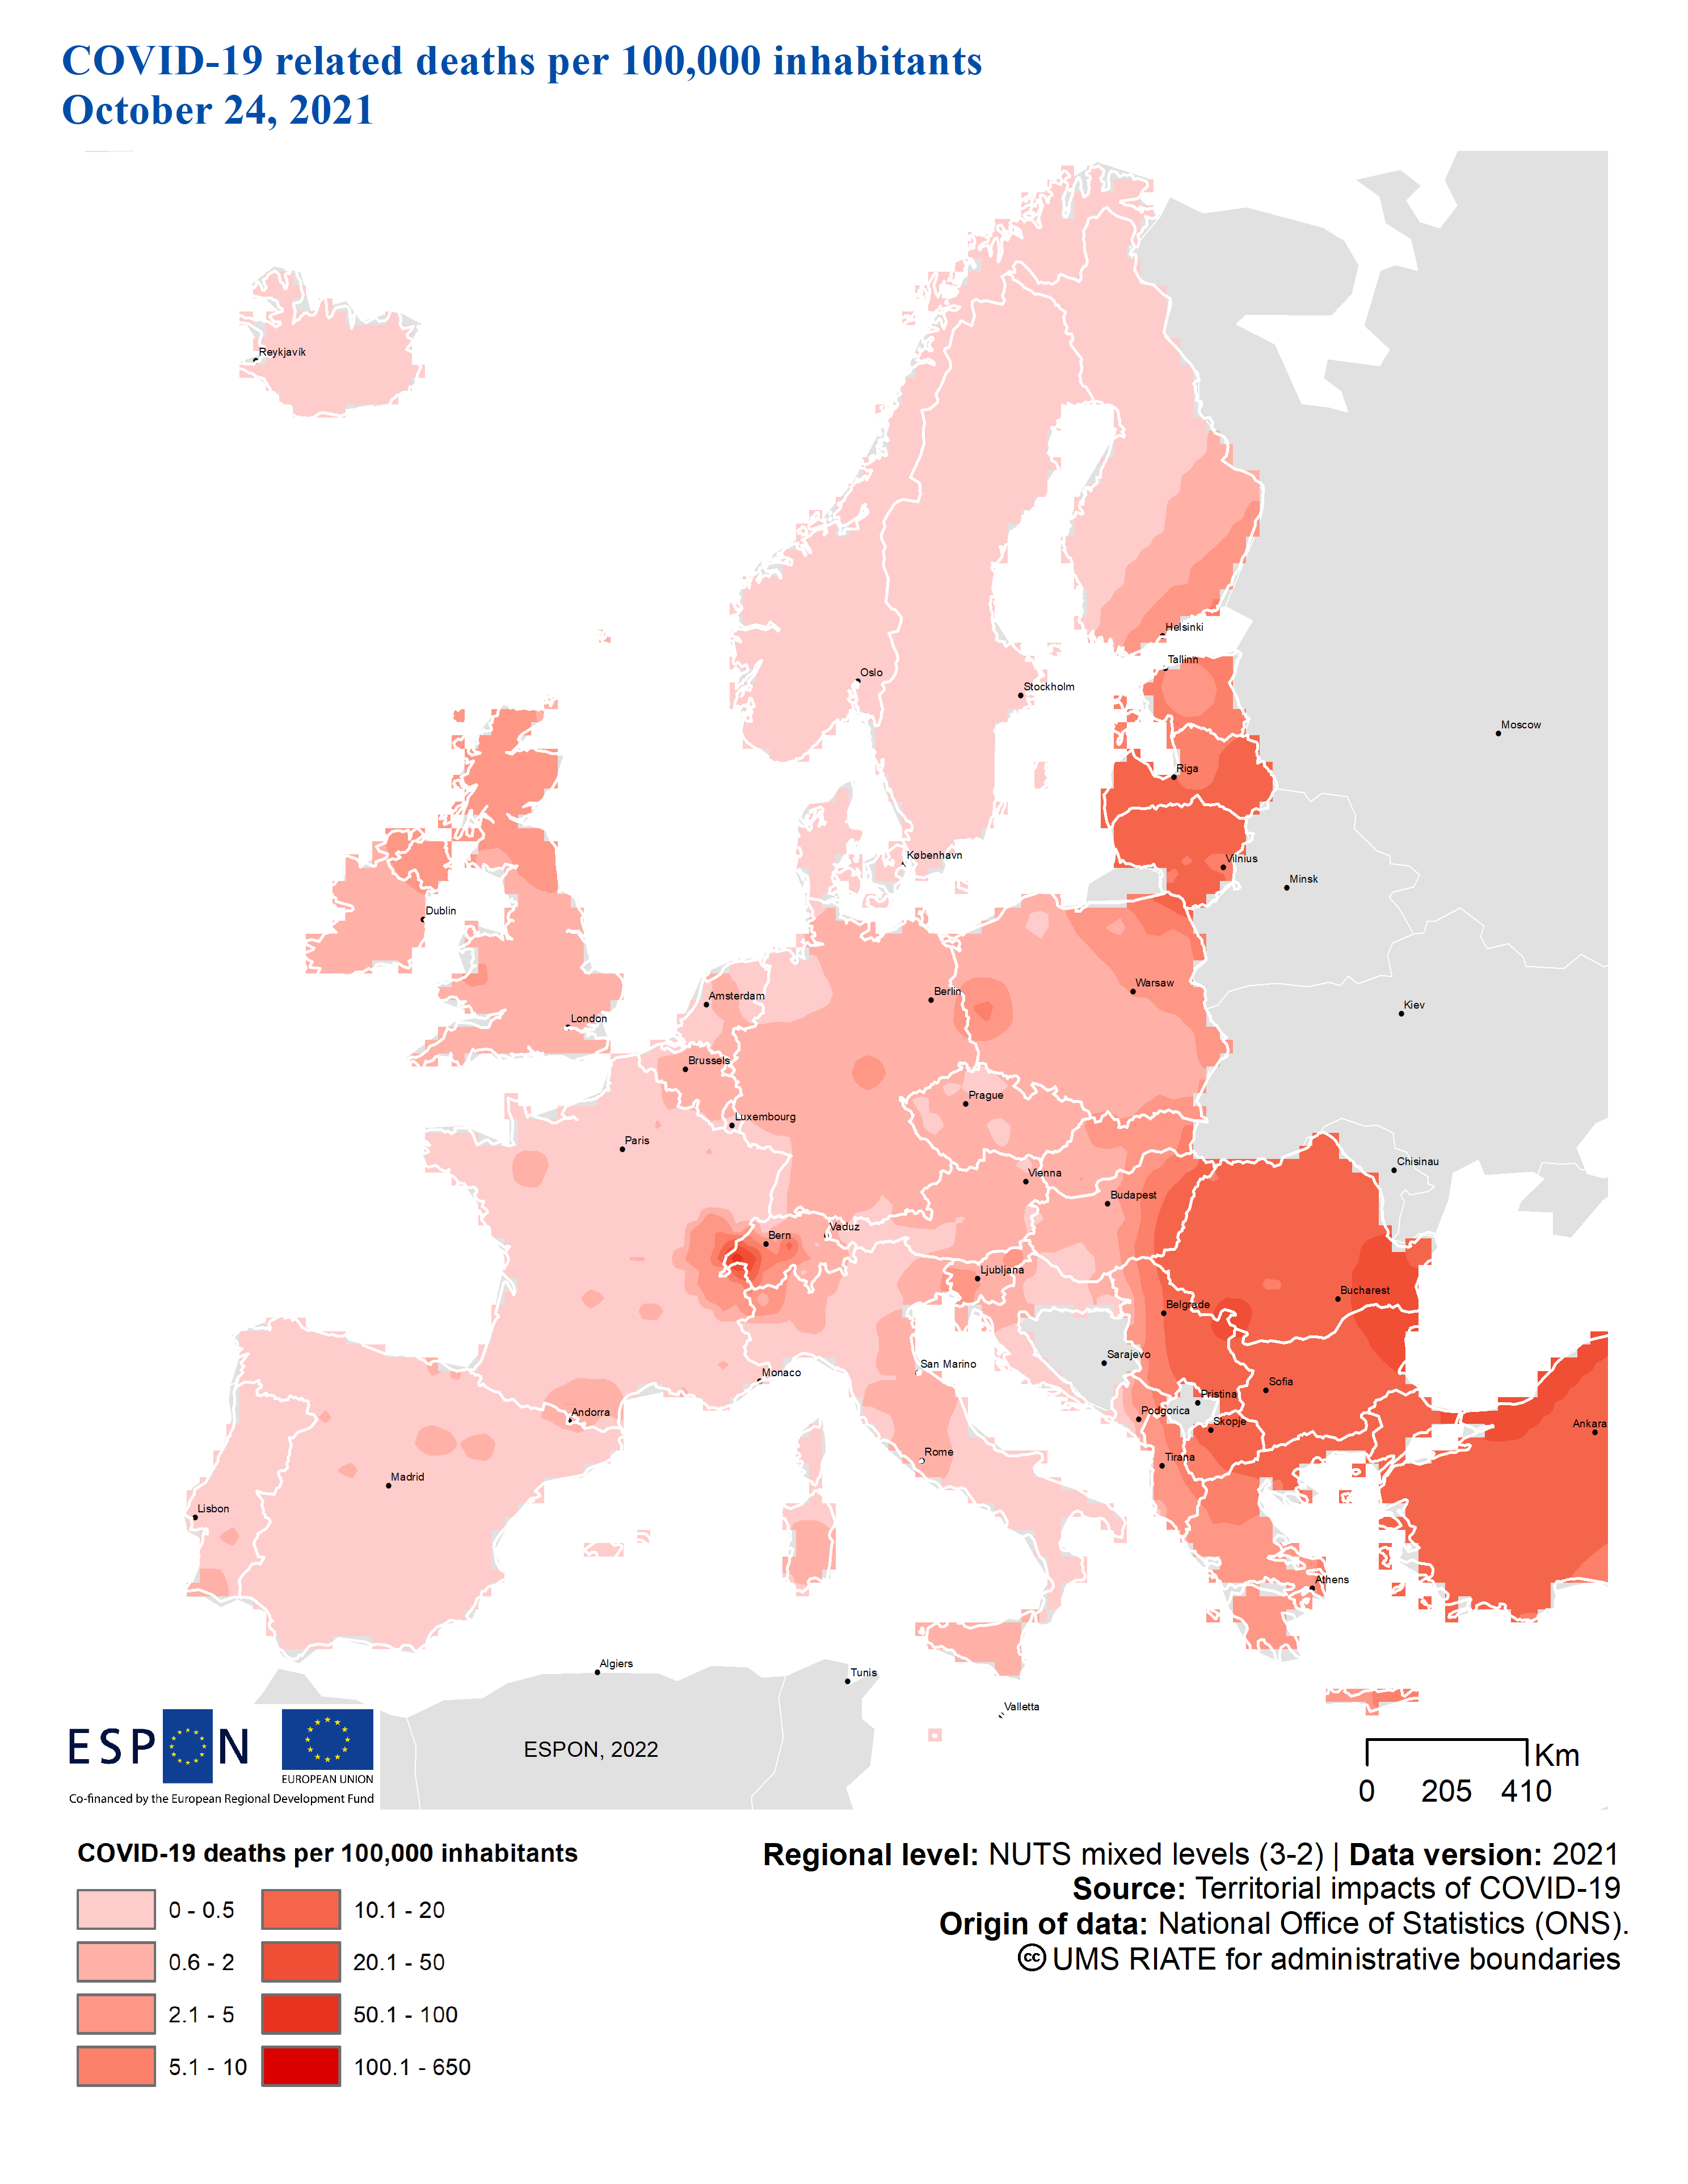 COVID-19 related deaths per 100,000 inhabitants
October 24, 2021
Reykjavík
Helsinki
Tallinn
Oslo
Stockholm
Moscow
Riga
København
Vilnius
Minsk
Dublin
Amsterdam
Berlin
Warsaw
Kiev
London
Brussels
Prague
Luxembourg
Paris
Chisinau
Vienna
Budapest
Vaduz
Bern
Ljubljana
Bucharest
Belgrade
Sarajevo
San Marino
Monaco
Sofia
Pristina
Andorra
Podgorica
Skopje
Ankara
Rome
Tirana
Madrid
Lisbon
Athens
Algiers
Tunis
Valletta
ESPON
EUROPEAN UNION
Co-financed by the European Regional Development Fund
ESPON, 2022
Km
0 205 410
COVID-19 deaths per 100,000 inhabitants
0 - 0.5
0.6 - 2
2.1 - 5
5.1 - 10
10.1 - 20
20.1 - 50
50.1 - 100
100.1 - 650
Regional level: NUTS mixed levels (3-2) | Data version: 2021
Source: Territorial impacts of COVID-19
Origin of data: National Office of Statistics (ONS).
cc UMS RIATE for administrative boundaries